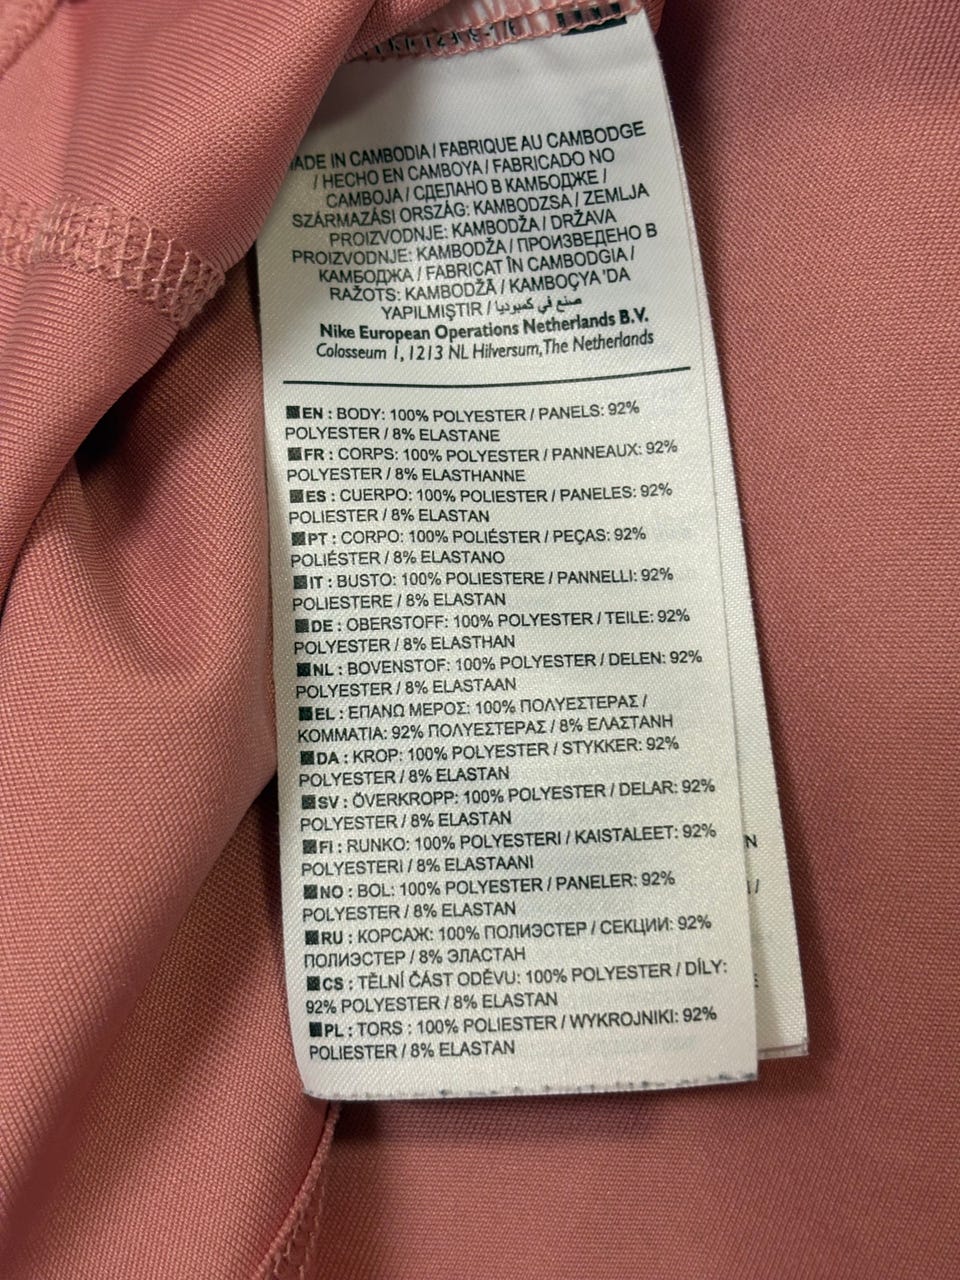 MADE IN CAMBODIA / FABRIQUE AU CAMBODGE
/ HECHO EN CAMBOYA / FABRICADO NO
CAMBOJA / СДЕЛАНО В КАМБОДЖЕ /
SZÁRMAZÁSI ORSZÁG: KAMBODZSA / ZEMLJA
PROIZVODNJE: KAMBODŽA / DRŽAVA
PROIZVODNJE: KAMBODŽA / ПРОИЗВЕДЕНО В
КАМБОДЖА / FABRICAT ÎN CAMBODGIA /
RAŽOTS: KAMBODŽĀ / KAMBOÇYA 'DA
YAPILMIŞTIR / صنع في كمبوديا
Nike European Operations Netherlands B.V.
Colosseum 1, 1213 NL Hilversum, The Netherlands
EN : BODY: 100% POLYESTER / PANELS: 92%
POLYESTER / 8% ELASTANE
FR : CORPS: 100% POLYESTER / PANNEAUX: 92%
POLYESTER / 8% ELASTHANNE
ES : CUERPO: 100% POLIESTER / PANELES: 92%
POLIESTER / 8% ELASTAN
PT : CORPO: 100% POLIÉSTER / PEÇAS: 92%
POLIÉSTER / 8% ELASTANO
IT : BUSTO: 100% POLIESTERE / PANNELLI: 92%
POLIESTERE / 8% ELASTAN
DE : OBERSTOFF: 100% POLYESTER / TEILE: 92%
POLYESTER / 8% ELASTHAN
NL : BOVENSTOF: 100% POLYESTER / DELEN: 92%
POLYESTER / 8% ELASTAAN
EL : ΕΠΑΝΩ ΜΕΡΟΣ: 100% ΠΟΛΥΕΣΤΕΡΑΣ /
ΚΟΜΜΑΤΙΑ: 92% ΠΟΛΥΕΣΤΕΡΑΣ / 8% ΕΛΑΣΤΑΝΗ
DA : KROP: 100% POLYESTER / STYKKER: 92%
POLYESTER / 8% ELASTAN
SV : ÖVERKROPP: 100% POLYESTER / DELAR: 92%
POLYESTER / 8% ELASTAN
FI : RUNKO: 100% POLYESTERI / KAISTALEET: 92%
POLYESTERI / 8% ELASTAANI
NO : BOL: 100% POLYESTER / PANELER: 92%
POLYESTER / 8% ELASTAN
RU : КОРСАЖ: 100% ПОЛИЭСТЕР / СЕКЦИИ: 92%
ПОЛИЭСТЕР / 8% ЭЛАСТАН
CS : TĚLNÍ ČÁST ODĚVU: 100% POLYESTER / DÍLY:
92% POLYESTER / 8% ELASTAN
PL : TORS : 100% POLIESTER / WYKROJNIKI: 92%
POLIESTER / 8% ELASTAN